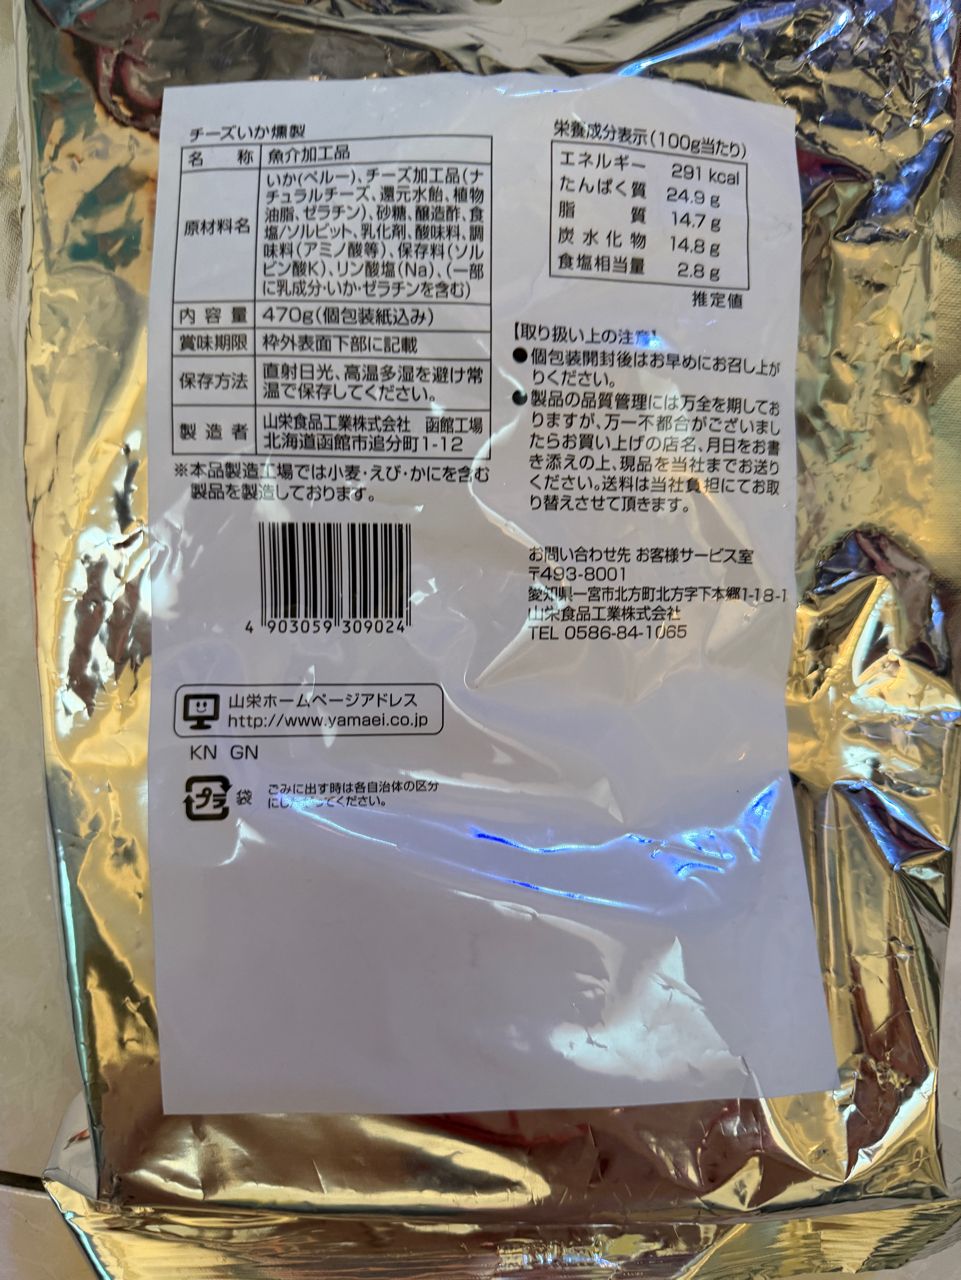 チーズいか燻製
名称 魚介加工品
原材料名 いか(ペルー)、チーズ加工品(ナ
チュラルチーズ、還元水飴、植物
油脂、ゼラチン)、砂糖、醸造酢、食
塩/ソルビット、乳化剤、酸味料、調
味料(アミノ酸等)、保存料(ソル
ビン酸K)、リン酸塩(Na)、(一部
に乳成分・いか・ゼラチンを含む)
内容量 470g(個包装紙込み)
賞味期限 枠外表面下部に記載
保存方法 直射日光、高温多湿を避け常
温で保存してください。
製造者 山栄食品工業株式会社 函館工場
北海道函館市追分町1-12
※本品製造工場では小麦・えび・かにを含む
製品を製造しております。
4 903059 309024
山栄ホームページアドレス
http://www.yamaei.co.jp
KN GN
プラ 袋 ごみに出す時は各自治体の区分
にしたがってください。
栄養成分表示(100g当たり)
エネルギー 291 kcal
たんぱく質 24.9 g
脂質 14.7 g
炭水化物 14.8 g
食塩相当量 2.8 g
推定値
【取り扱い上の注意】
●個包装開封後はお早めにお召し上が
りください。
●製品の品質管理には万全を期してお
りますが、万一不都合がございまし
たらお買い上げの店名、月日をお書
き添えの上、現品を当社までお送り
ください。送料は当社負担にてお取
り替えさせて頂きます。
お問い合わせ先 お客様サービス室
〒493-8001
愛知県一宮市北方町北方字下本郷1-18-1
山栄食品工業株式会社
TEL 0586-84-1065